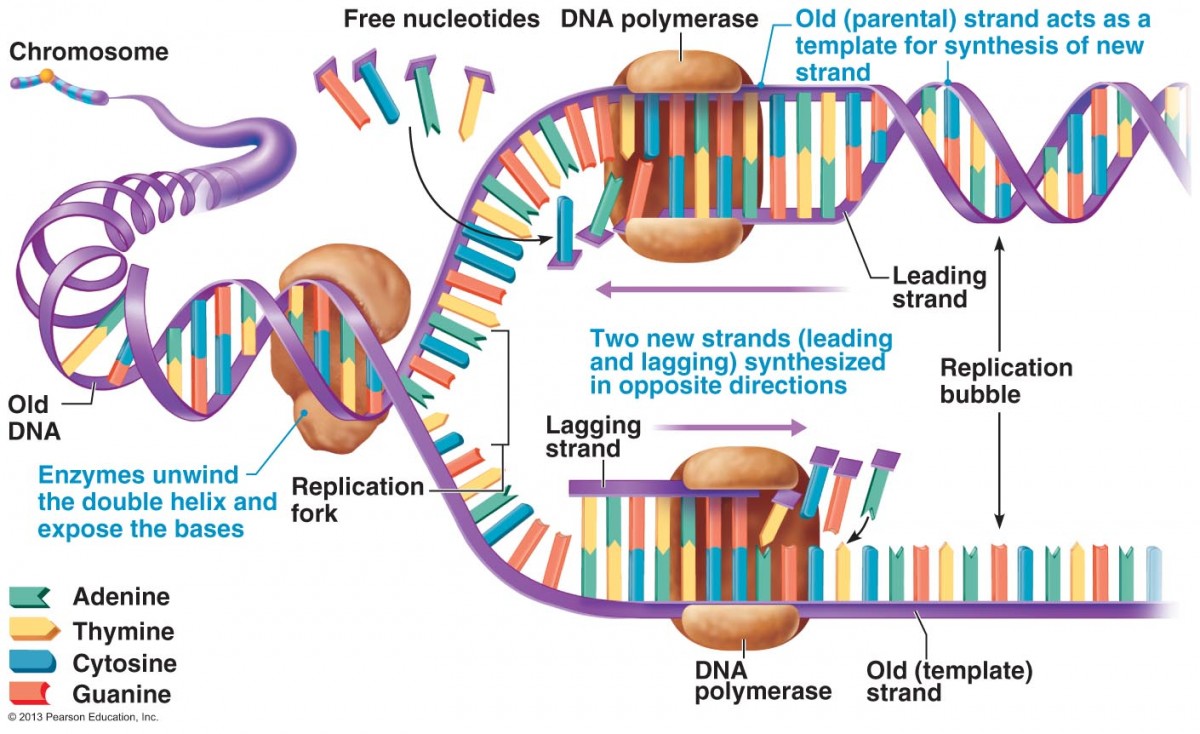 Free nucleotides
DNA polymerase
Old (parental) strand acts as a
template for synthesis of new
strand
Chromosome
Leading
strand
Two new strands (leading
and lagging) synthesized
in opposite directions
Replication
bubble
Old
DNA
Lagging
strand
Enzymes unwind
the double helix and
expose the bases
Replication
fork
Adenine
Thymine
Cytosine
Guanine
DNA
polymerase
Old (template)
strand
© 2013 Pearson Education, Inc.